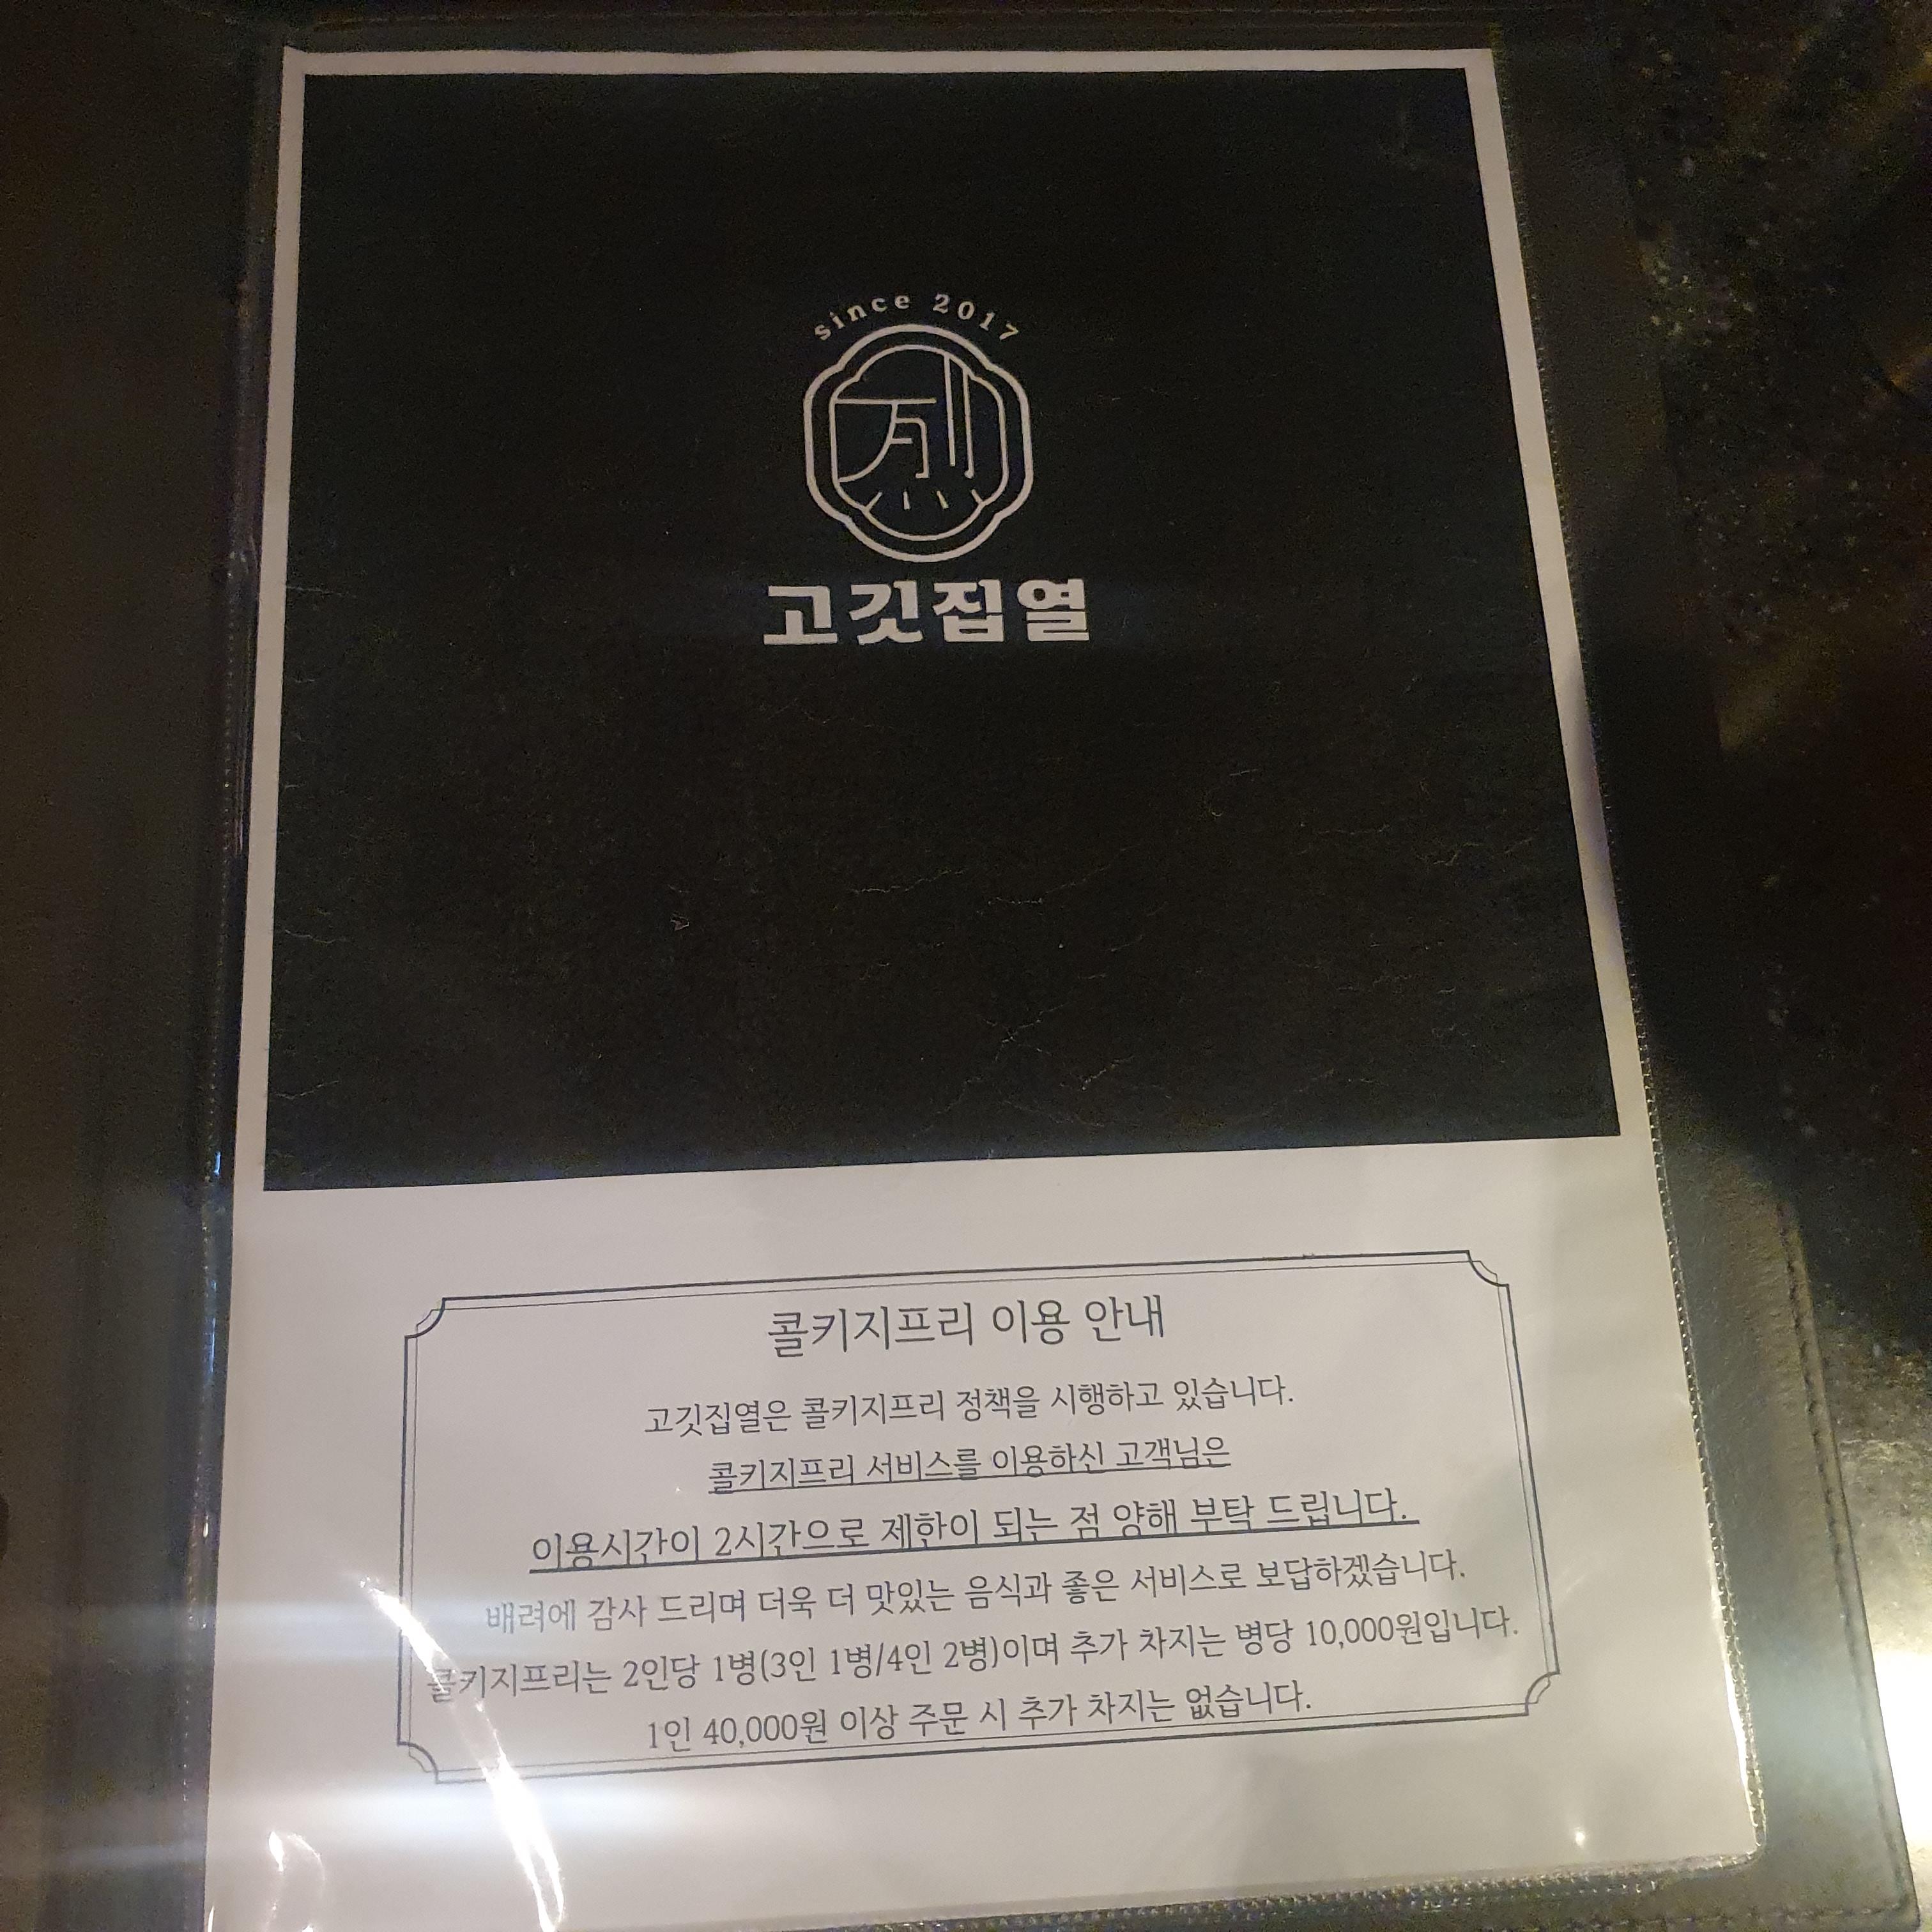 since 2017
고깃집열
콜키지프리 이용 안내
고깃집열은 콜키지프리 정책을 시행하고 있습니다.
콜키지프리 서비스를 이용하신 고객님은
이용시간이 2시간으로 제한이 되는 점 양해 부탁 드립니다.
배려에 감사 드리며 더욱 더 맛있는 음식과 좋은 서비스로 보답하겠습니다.
콜키지프리는 2인당 1병(3인 1병/4인 2병)이며 추가 차지는 병당 10,000원입니다.
1인 40,000원 이상 주문 시 추가 차지는 없습니다.